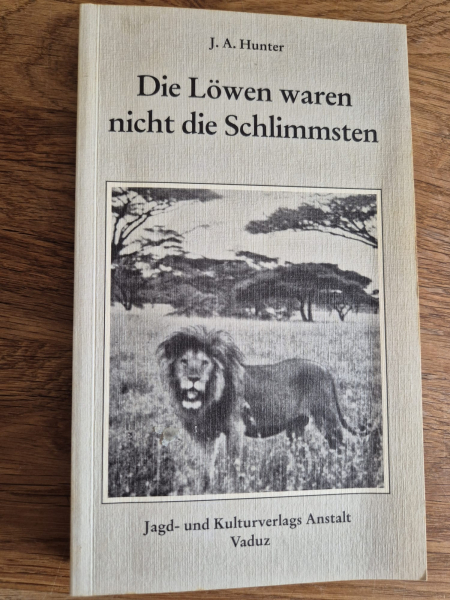 J. A. Hunter
Die Löwen waren
nicht die Schlimmsten
Jagd- und Kulturverlags Anstalt
Vaduz